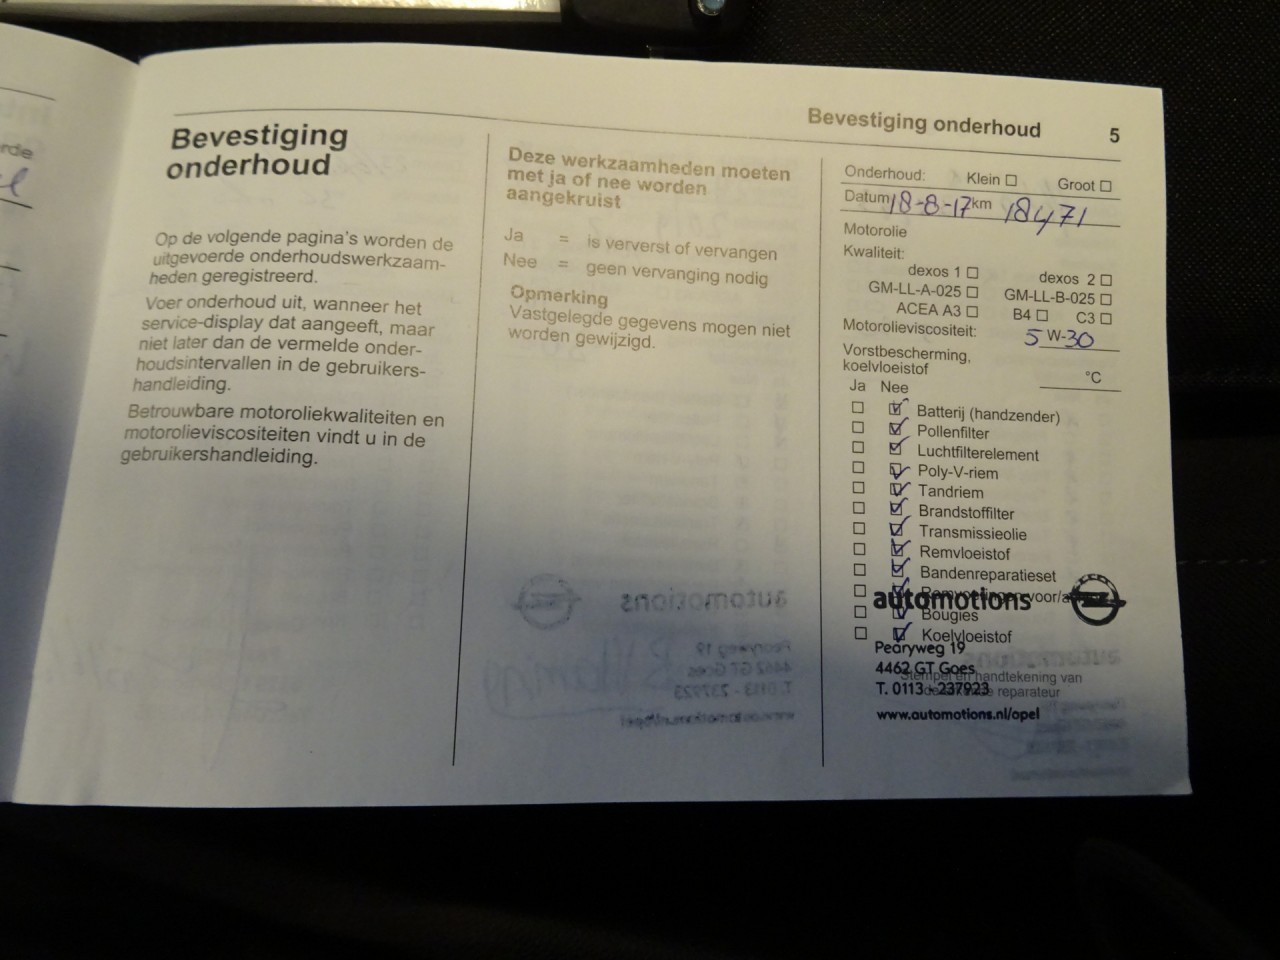 Bevestiging onderhoud 5
Bevestiging
onderhoud
Op de volgende pagina's worden de
uitgevoerde onderhoudswerkzaam-
heden geregistreerd.
Voer onderhoud uit, wanneer het
service-display dat aangeeft, maar
niet later dan de vermelde onder-
houdsintervallen in de gebruikers-
handleiding.
Betrouwbare motoroliekwaliteiten en
motorolieviscositeiten vindt u in de
gebruikershandleiding.
Deze werkzaamheden moeten
met ja of nee worden
aangekruist
Ja = is ververst of vervangen
Nee = geen vervanging nodig
Opmerking
Vastgelegde gegevens mogen niet
worden gewijzigd.
Onderhoud: Klein Groot
Datum 18-8-17 km 18471
Motorolie
Kwaliteit:
dexos 1 dexos 2
GM-LL-A-025 GM-LL-B-025
ACEA A3 B4 C3
Motorolieviscositeit: 5 W-30
Vorstbescherming,
koelvloeistof °C
Ja Nee
Batterij (handzender)
Pollenfilter
Luchtfilterelement
Poly-V-riem
Tandriem
Brandstoffilter
Transmissieolie
Remvloeistof
Bandenreparatieset
automotions
Bougies
Koelvloeistof
Pearyweg 19
4462 GT Goes
Stempel en handtekening van
T. 0113 - 237923 reparateur
www.automotions.nl/opel